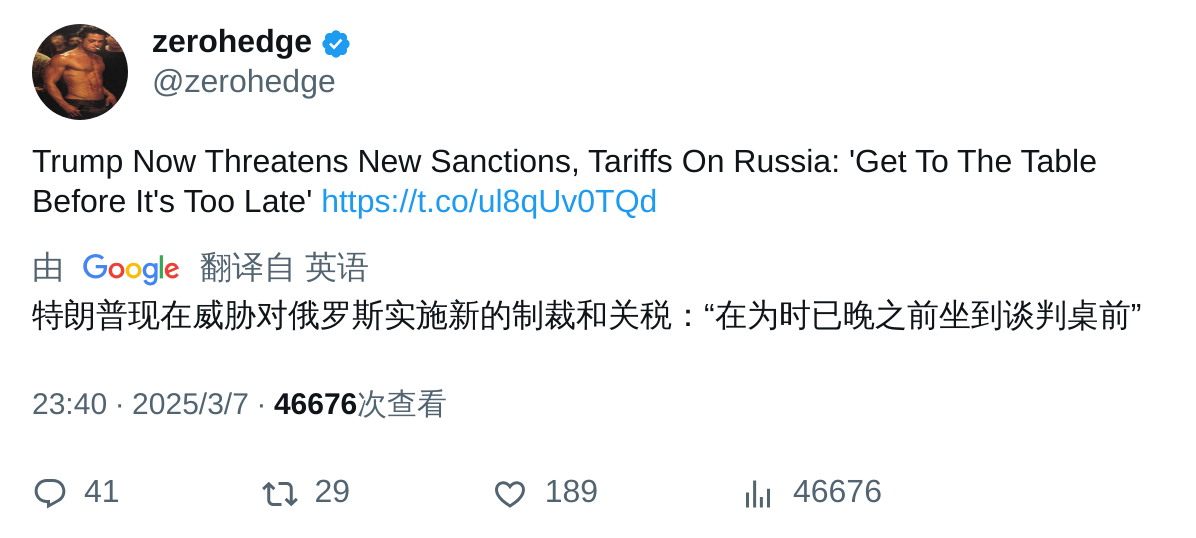 zerohedge
@zerohedge
Trump Now Threatens New Sanctions, Tariffs On Russia: 'Get To The Table
Before It's Too Late' https://t.co/ul8qUv0TQd
由 Google 翻译自 英语
特朗普现在威胁对俄罗斯实施新的制裁和关税：“在为时已晚之前坐到谈判桌前”
23:40 · 2025/3/7 · 46676次查看
41 29 189 46676